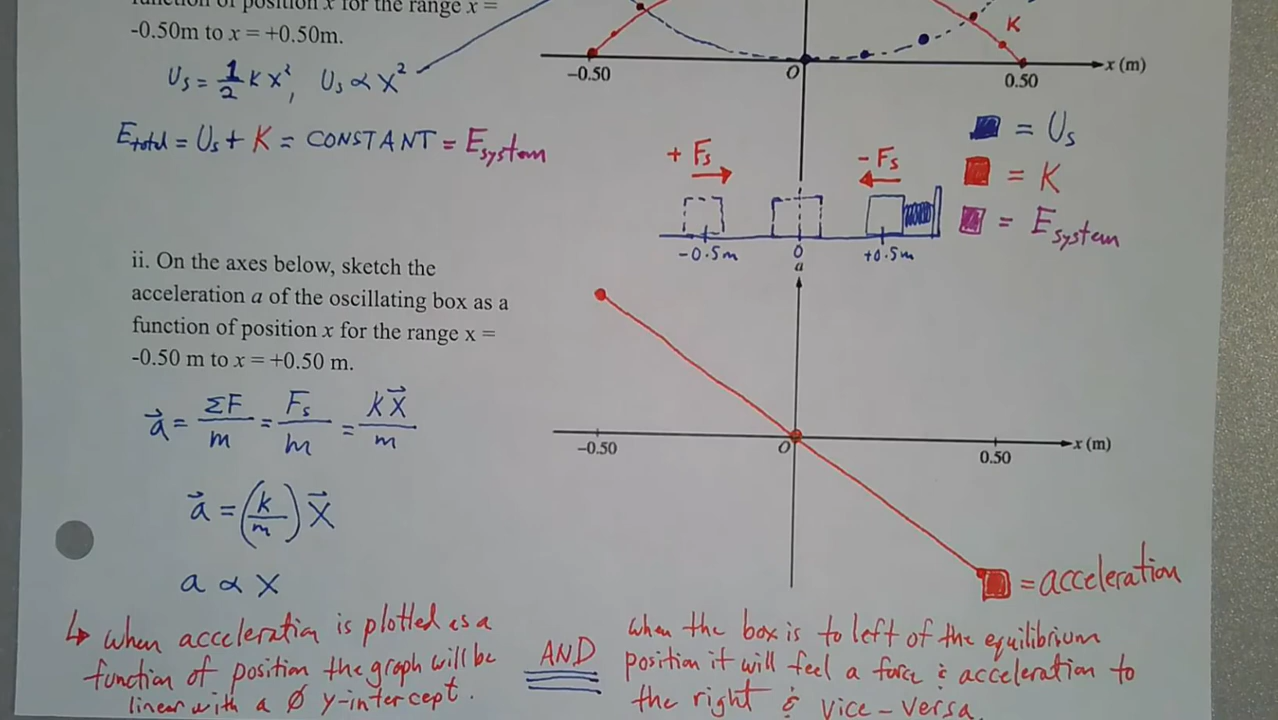 function of position x for the range x =
-0.50m to x = +0.50m.
Us = 1/2 K X², Us ∝ X²
Etotal = Us + K = CONSTANT = Esystem
K
-0.50
O
0.50
x (m)
= Us
= K
= Esystem
+ Fs
- Fs
-0.5m
0
+0.5m
ii. On the axes below, sketch the
acceleration a of the oscillating box as a
function of position x for the range x =
-0.50 m to x = +0.50 m.
a
-0.50
O
0.50
x (m)
a⃗ = ΣF/m = Fs/m = kx⃗/m
a⃗ = (k/m) x⃗
a ∝ x
= acceleration
↳ When acceleration is plotted as a
function of position the graph will be
linear with a Ø y-intercept.
AND
When the box is to left of the equilibrium
position it will feel a force & acceleration to
the right & vice-versa.